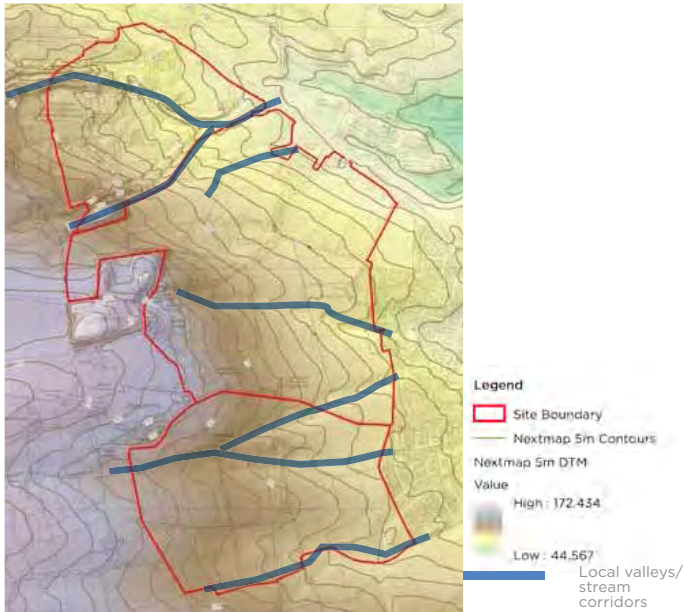 Legend
Site Boundary
Nextmap 5m Contours
Nextmap 5m DTM
Value
High : 172.434
Low : 44.567
Local valleys/
stream
corridors